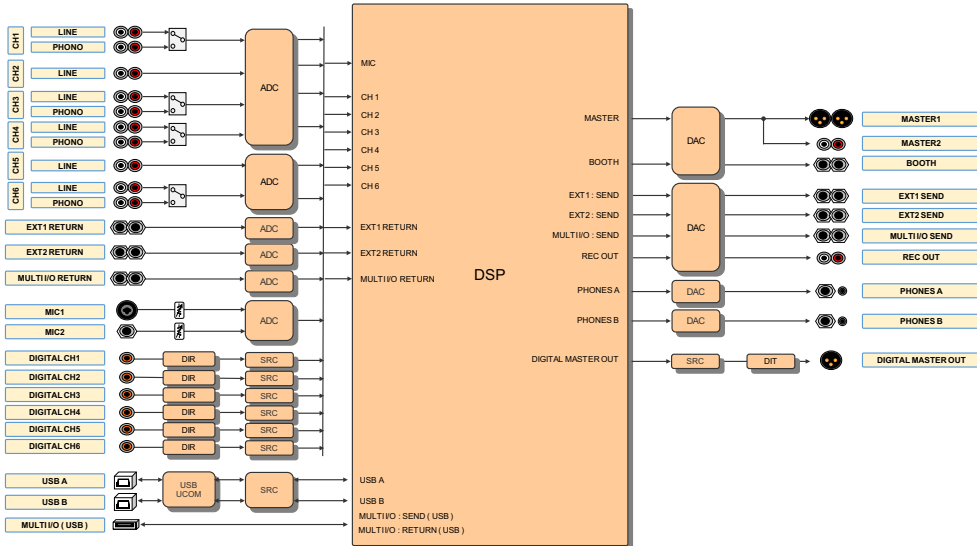 CH1
LINE
PHONO
CH2
LINE
CH3
LINE
PHONO
CH4
LINE
PHONO
CH5
LINE
CH6
LINE
PHONO
EXT1 RETURN
EXT2 RETURN
MULTI I/O RETURN
MIC1
MIC2
DIGITAL CH1
DIGITAL CH2
DIGITAL CH3
DIGITAL CH4
DIGITAL CH5
DIGITAL CH6
USB A
USB B
MULTI I/O ( USB )
ADC
ADC
ADC
ADC
ADC
ADC
DIR
SRC
DIR
SRC
DIR
SRC
DIR
SRC
DIR
SRC
DIR
SRC
USB
UCOM
SRC
MIC
CH 1
CH 2
CH 3
CH 4
CH 5
CH 6
EXT1 RETURN
EXT2 RETURN
MULTI I/O RETURN
USB A
USB B
MULTI I/O : SEND ( USB )
MULTI I/O : RETURN ( USB )
DSP
MASTER
BOOTH
EXT1 : SEND
EXT2 : SEND
MULTI I/O : SEND
REC OUT
PHONES A
PHONES B
DIGITAL MASTER OUT
DAC
DAC
DAC
DAC
SRC
DIT
MASTER1
MASTER2
BOOTH
EXT1 SEND
EXT2 SEND
MULTI I/O SEND
REC OUT
PHONES A
PHONES B
DIGITAL MASTER OUT